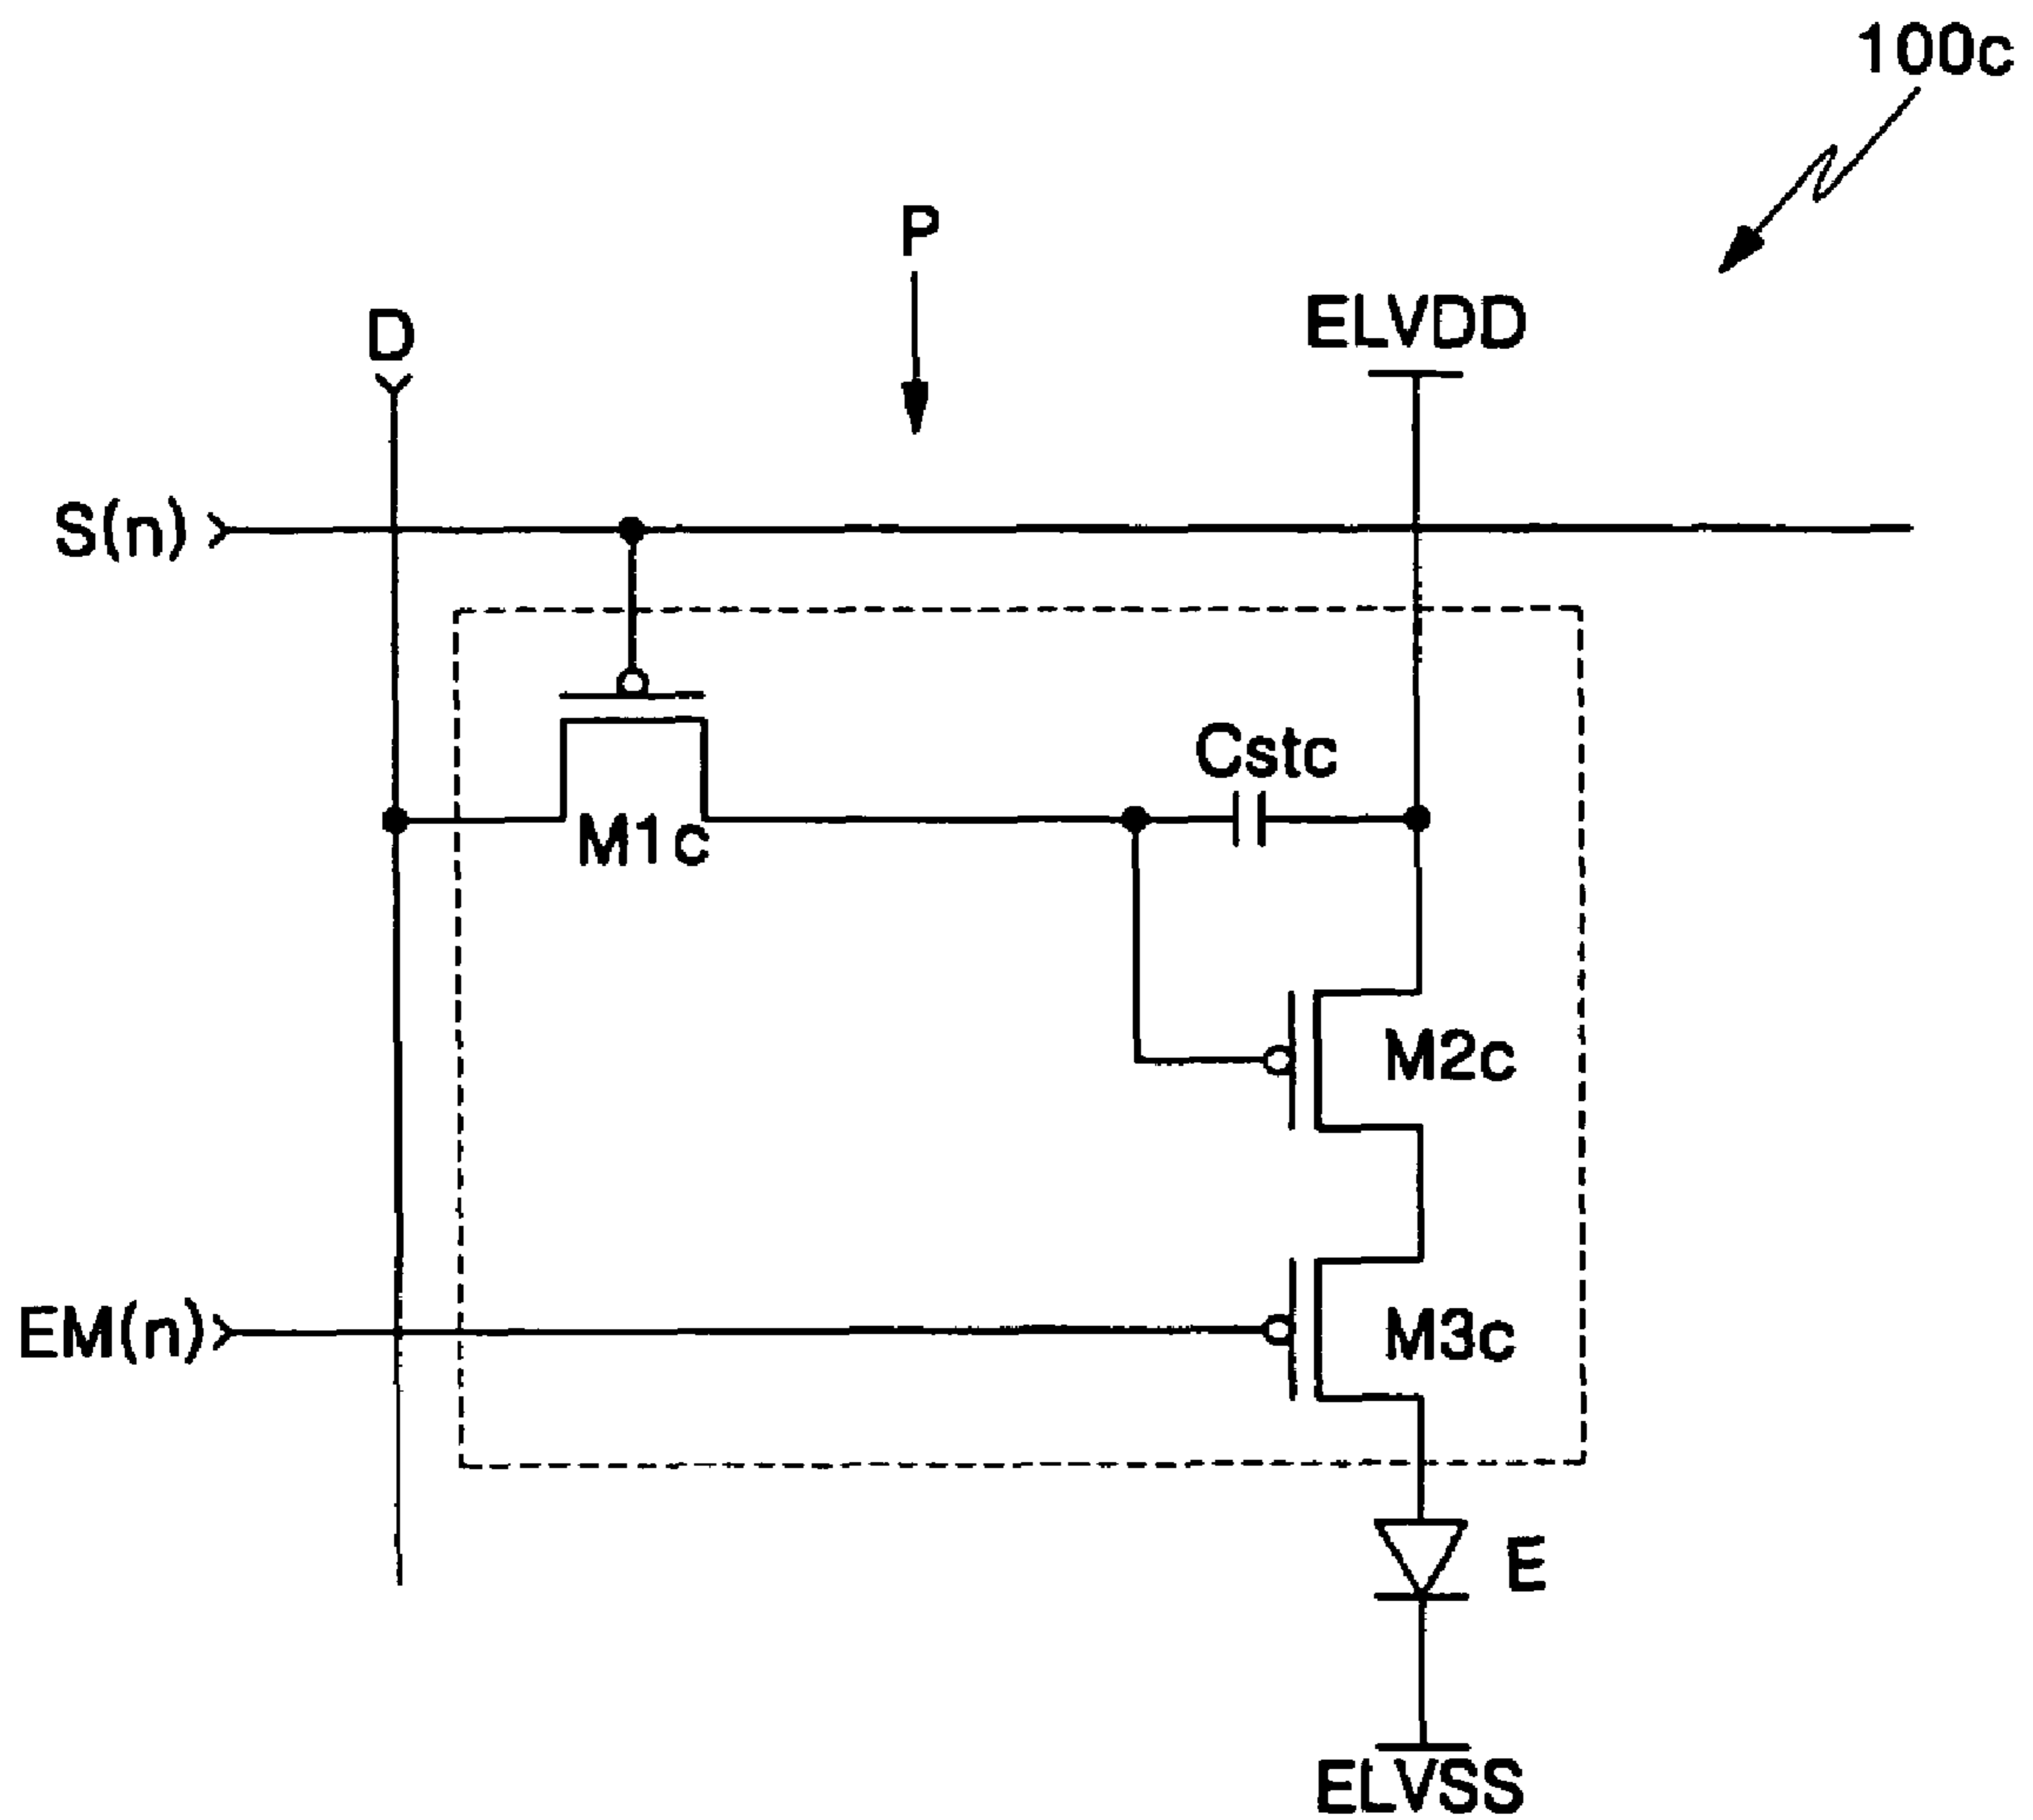 100c
P
D
ELVDD
S(n)
Cstc
M1c
M2c
EM(n)
M3c
E
ELVSS